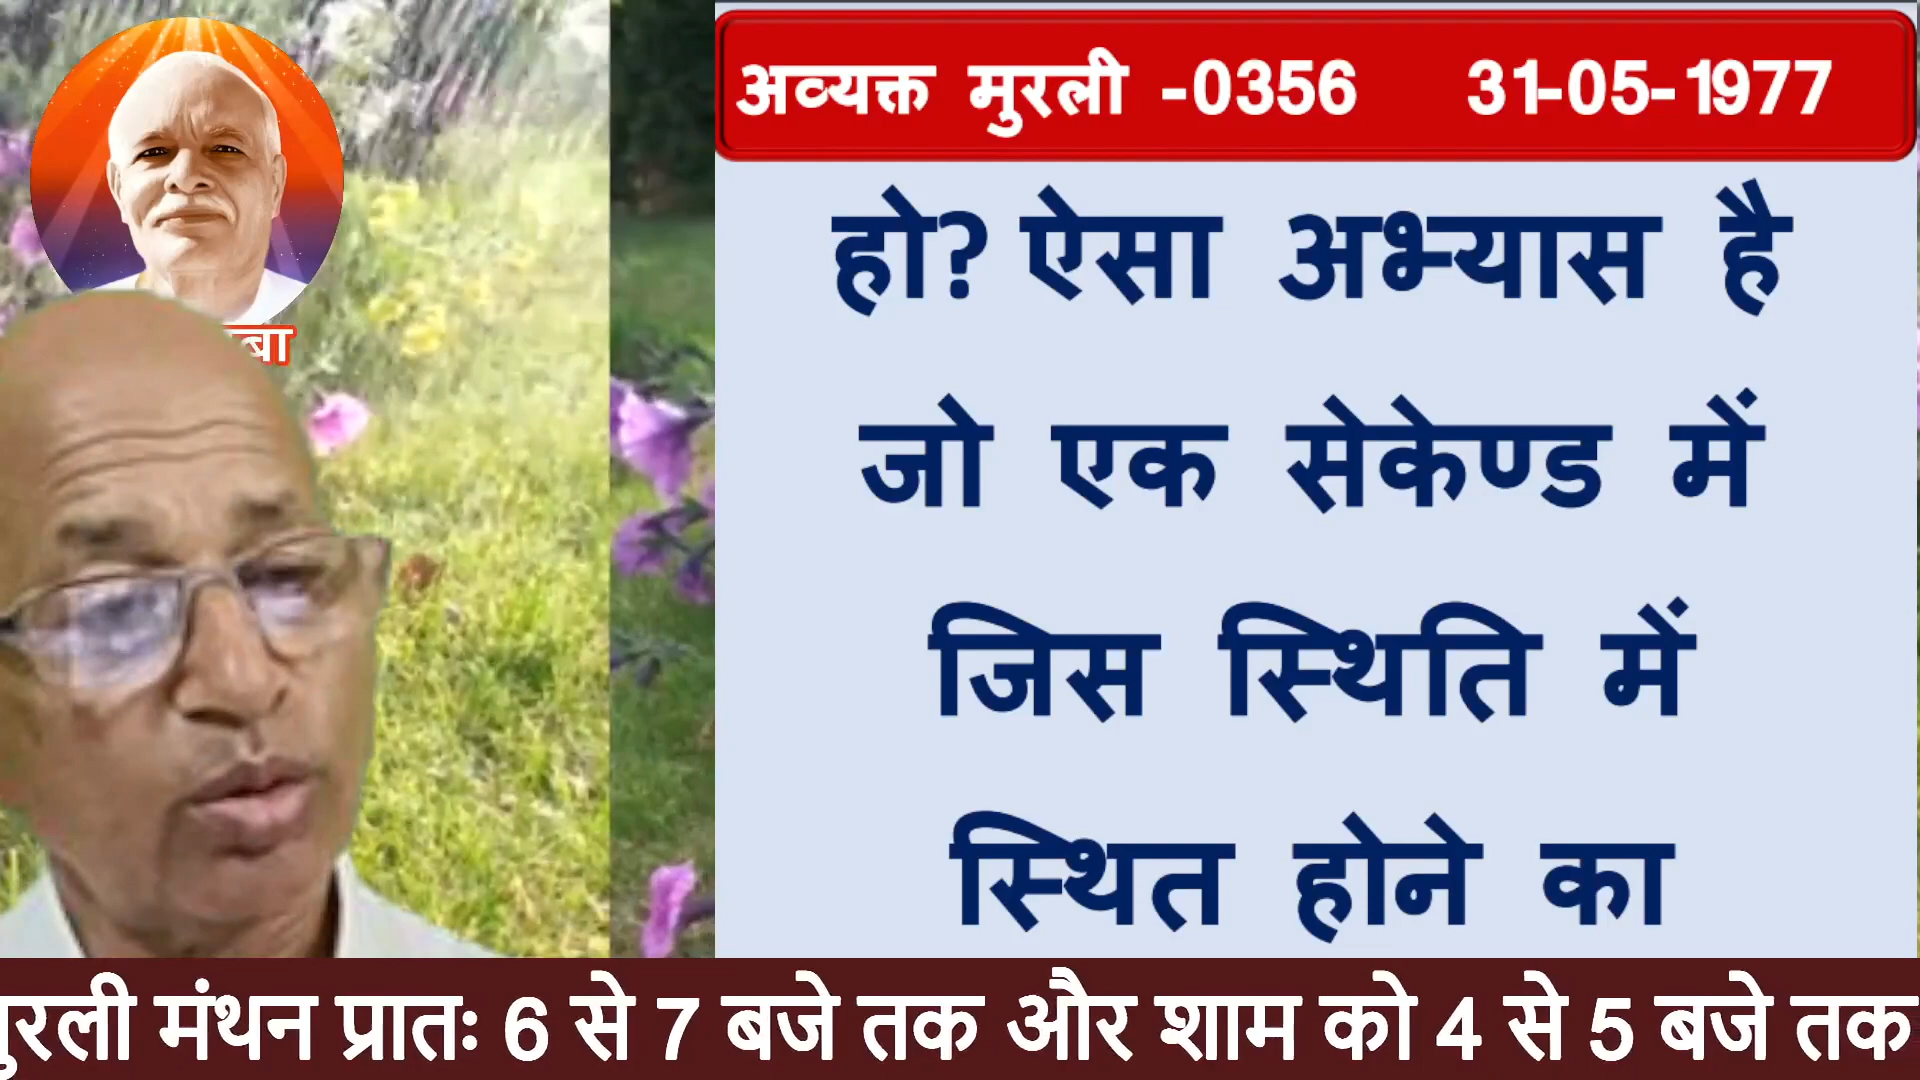 अव्यक्त मुरली -0356 31-05-1977
हो? ऐसा अभ्यास है
जो एक सेकेण्ड में
जिस स्थिति में
स्थित होने का
मंथन प्रातः 6 से 7 बजे तक और शाम को 4 से 5 बजे तक